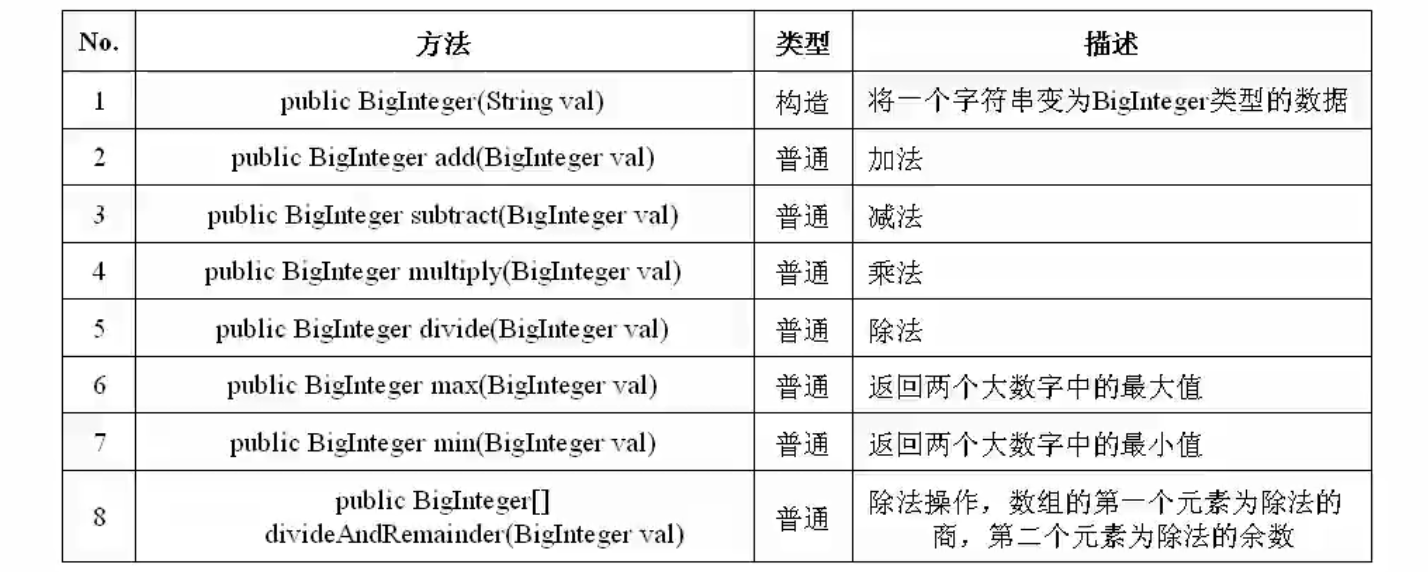 No. 方法 类型 描述
1 public BigInteger(String val) 构造 将一个字符串变为BigInteger类型的数据
2 public BigInteger add(BigInteger val) 普通 加法
3 public BigInteger subtract(BigInteger val) 普通 减法
4 public BigInteger multiply(BigInteger val) 普通 乘法
5 public BigInteger divide(BigInteger val) 普通 除法
6 public BigInteger max(BigInteger val) 普通 返回两个大数字中的最大值
7 public BigInteger min(BigInteger val) 普通 返回两个大数字中的最小值
8 public BigInteger[]
divideAndRemainder(BigInteger val) 普通 除法操作，数组的第一个元素为除法的
商，第二个元素为除法的余数